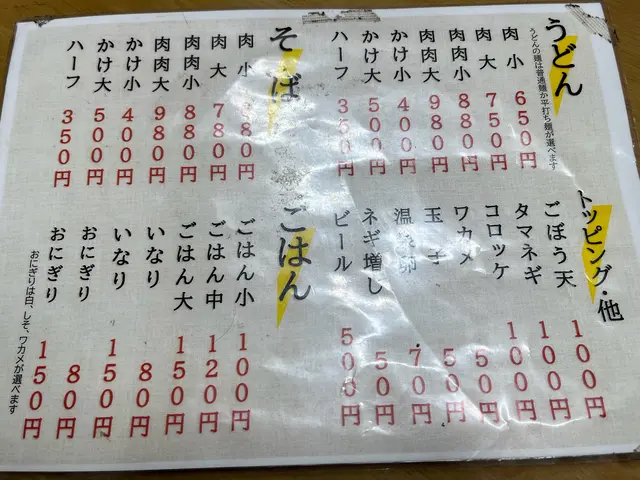 うどん
うどんの麺は普通麺か平打ち麺が選べます
肉 小 650円
肉 大 750円
肉肉小 880円
肉肉大 980円
かけ小 400円
かけ大 500円
ハーフ 350円
そば
肉 小
肉 大
肉肉小 880円
肉肉大 980円
かけ小 400円
かけ大 500円
ハーフ 350円
トッピング・他
ごぼう天 100円
タマネギ 100円
コロッケ 100円
ワカメ 50円
玉子 50円
温泉卵 70円
ネギ増し 50円
ビール 500円
ごはん
ごはん小 100円
ごはん中 120円
ごはん大 150円
いなり 80円
いなり 150円
おにぎり 80円
おにぎり 150円
おにぎりは白、しそ、ワカメが選べます